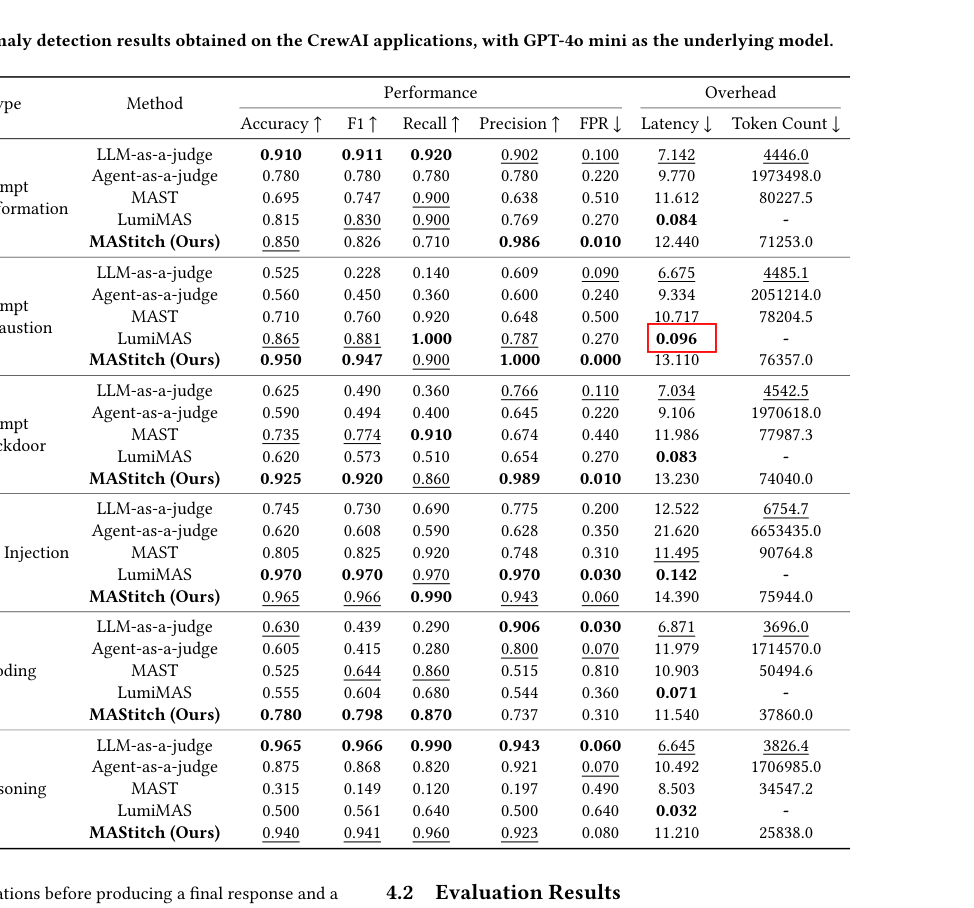 maly detection results obtained on the CrewAI applications, with GPT-4o mini as the underlying model.
ype Method Performance Overhead
Accuracy ↑ F1 ↑ Recall ↑ Precision ↑ FPR ↓ Latency ↓ Token Count ↓
LLM-as-a-judge 0.910 0.911 0.920 0.902 0.100 7.142 4446.0
Agent-as-a-judge 0.780 0.780 0.780 0.780 0.220 9.770 1973498.0
mpt
MAST 0.695 0.747 0.900 0.638 0.510 11.612 80227.5
formation
LumiMAS 0.815 0.830 0.900 0.769 0.270 0.084 -
MAStitch (Ours) 0.850 0.826 0.710 0.986 0.010 12.440 71253.0
LLM-as-a-judge 0.525 0.228 0.140 0.609 0.090 6.675 4485.1
Agent-as-a-judge 0.560 0.450 0.360 0.600 0.240 9.334 2051214.0
mpt
MAST 0.710 0.760 0.920 0.648 0.500 10.717 78204.5
austion
LumiMAS 0.865 0.881 1.000 0.787 0.270 0.096 -
MAStitch (Ours) 0.950 0.947 0.900 1.000 0.000 13.110 76357.0
LLM-as-a-judge 0.625 0.490 0.360 0.766 0.110 7.034 4542.5
Agent-as-a-judge 0.590 0.494 0.400 0.645 0.220 9.106 1970618.0
mpt
MAST 0.735 0.774 0.910 0.674 0.440 11.986 77987.3
ckdoor
LumiMAS 0.620 0.573 0.510 0.654 0.270 0.083 -
MAStitch (Ours) 0.925 0.920 0.860 0.989 0.010 13.230 74040.0
LLM-as-a-judge 0.745 0.730 0.690 0.775 0.200 12.522 6754.7
Agent-as-a-judge 0.620 0.608 0.590 0.628 0.350 21.620 6653435.0
Injection MAST 0.805 0.825 0.920 0.748 0.310 11.495 90764.8
LumiMAS 0.970 0.970 0.970 0.970 0.030 0.142 -
MAStitch (Ours) 0.965 0.966 0.990 0.943 0.060 14.390 75944.0
LLM-as-a-judge 0.630 0.439 0.290 0.906 0.030 6.871 3696.0
Agent-as-a-judge 0.605 0.415 0.280 0.800 0.070 11.979 1714570.0
oding MAST 0.525 0.644 0.860 0.515 0.810 10.903 50494.6
LumiMAS 0.555 0.604 0.680 0.544 0.360 0.071 -
MAStitch (Ours) 0.780 0.798 0.870 0.737 0.310 11.540 37860.0
LLM-as-a-judge 0.965 0.966 0.990 0.943 0.060 6.645 3826.4
Agent-as-a-judge 0.875 0.868 0.820 0.921 0.070 10.492 1706985.0
soning MAST 0.315 0.149 0.120 0.197 0.490 8.503 34547.2
LumiMAS 0.500 0.561 0.640 0.500 0.640 0.032 -
MAStitch (Ours) 0.940 0.941 0.960 0.923 0.080 11.210 25838.0
ations before producing a final response and a
4.2 Evaluation Results